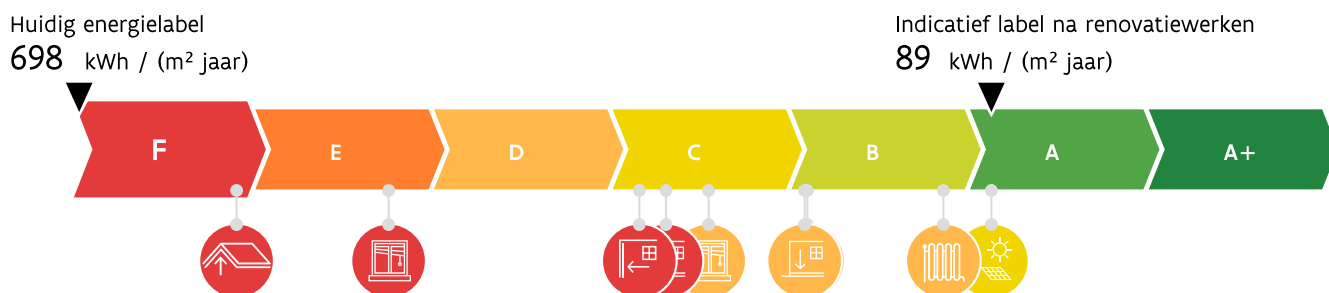 Huidig energielabel
698 kWh / (m² jaar)
Indicatief label na renovatiewerken
89 kWh / (m² jaar)
F E D C B A A+